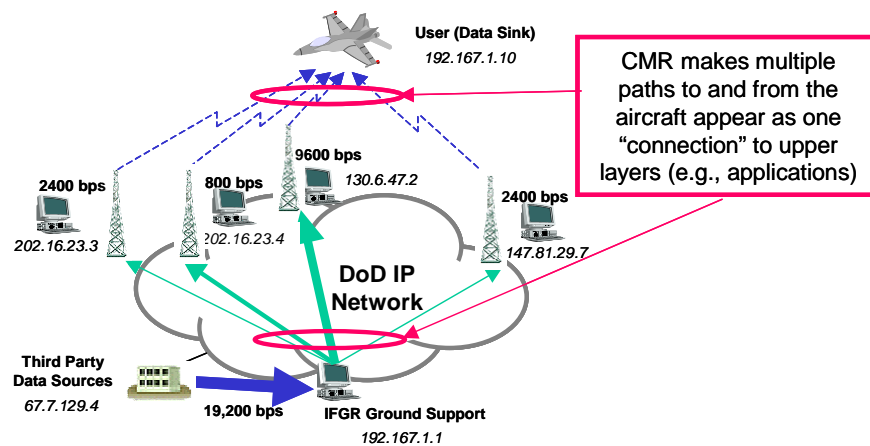 User (Data Sink)
192.167.1.10
CMR makes multiple
paths to and from the
aircraft appear as one
“connection” to upper
layers (e.g., applications)
9600 bps
130.6.47.2
2400 bps
202.16.23.3
800 bps
202.16.23.4
2400 bps
147.81.29.7
DoD IP
Network
Third Party
Data Sources
67.7.129.4
19,200 bps
IFGR Ground Support
192.167.1.1